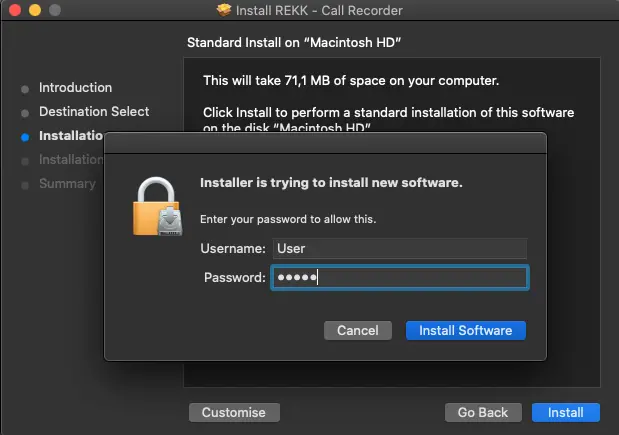 Install REKK - Call Recorder
Standard Install on “Macintosh HD”
Introduction
Destination Select
Installatio
Installation
Summary
This will take 71,1 MB of space on your computer.
Click Install to perform a standard installation of this software
on the disk “Macintosh HD”
Installer is trying to install new software.
Enter your password to allow this.
Username: User
Password: •••••
Cancel
Install Software
Customise
Go Back
Install